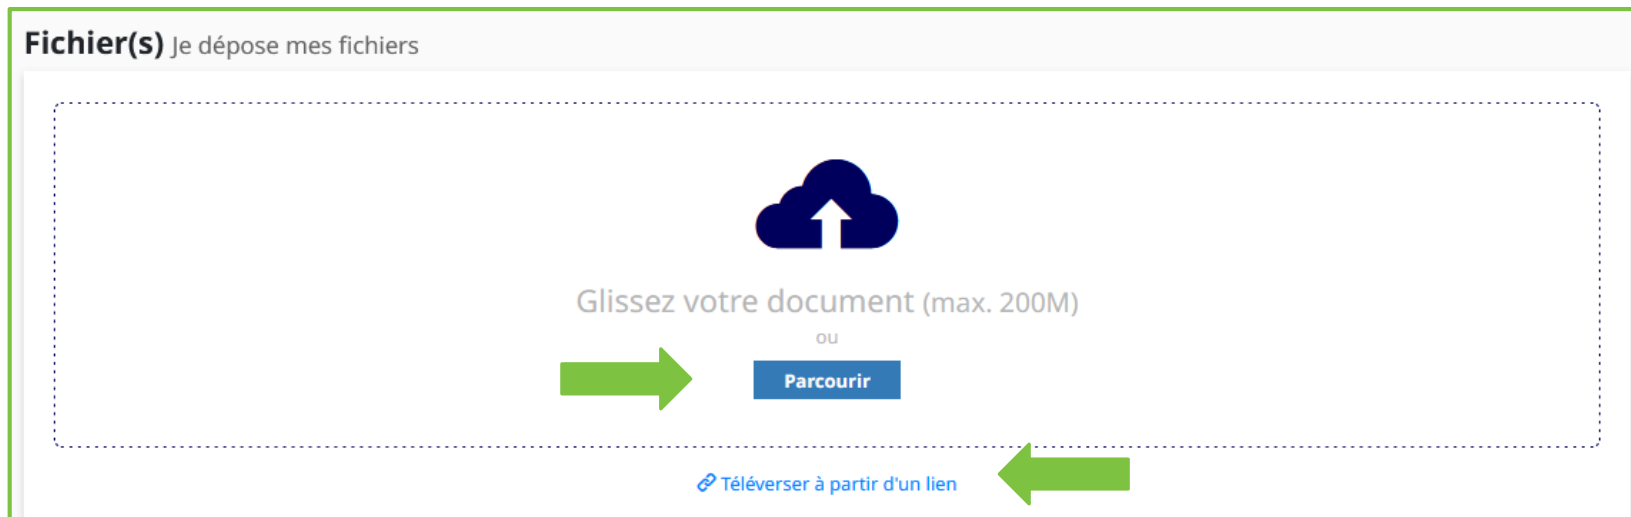 Fichier(s) Je dépose mes fichiers
Glissez votre document (max. 200M)
ou
Parcourir
Téléverser à partir d'un lien